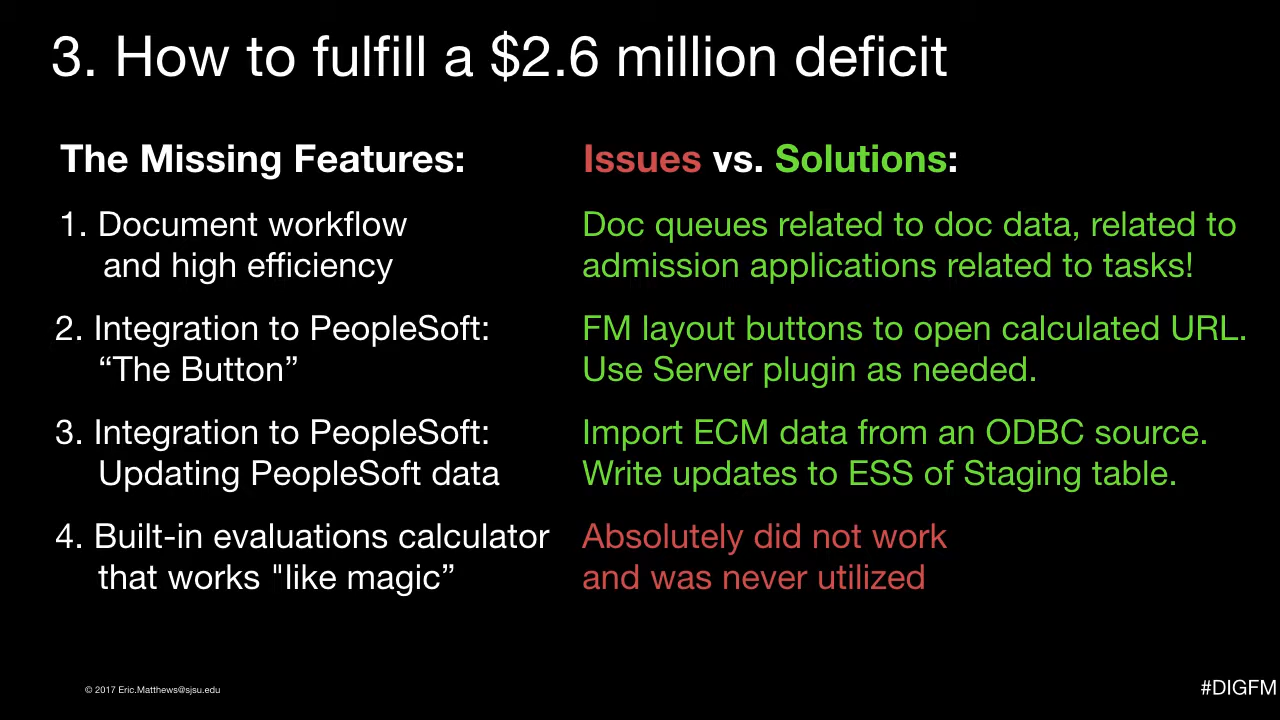 3. How to fulfill a $2.6 million deficit
The Missing Features:
1. Document workflow
and high efficiency
2. Integration to PeopleSoft:
“The Button”
3. Integration to PeopleSoft:
Updating PeopleSoft data
4. Built-in evaluations calculator
that works "like magic”
Issues vs. Solutions:
Doc queues related to doc data, related to
admission applications related to tasks!
FM layout buttons to open calculated URL.
Use Server plugin as needed.
Import ECM data from an ODBC source.
Write updates to ESS of Staging table.
Absolutely did not work
and was never utilized
© 2017 Eric.Matthews@sjsu.edu
#DIGFM